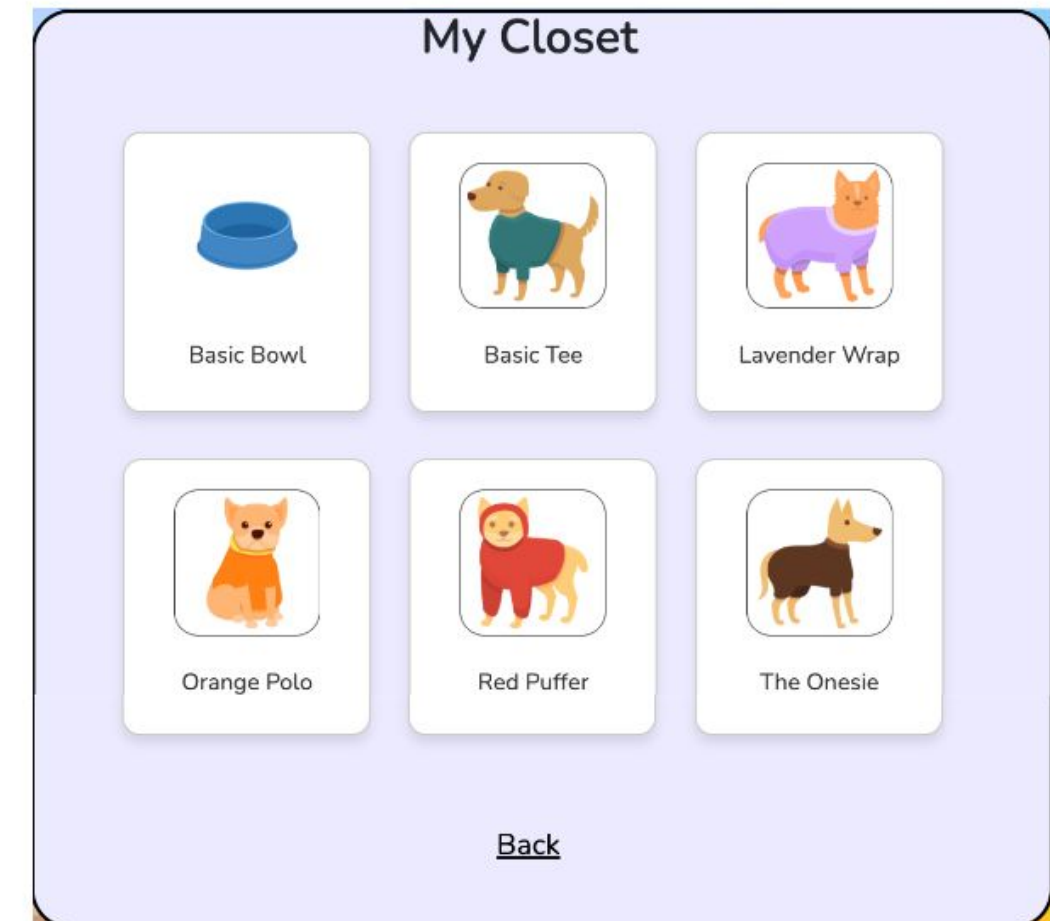 My Closet
Basic Bowl
Basic Tee
Lavender Wrap
Orange Polo
Red Puffer
The Onesie
Back